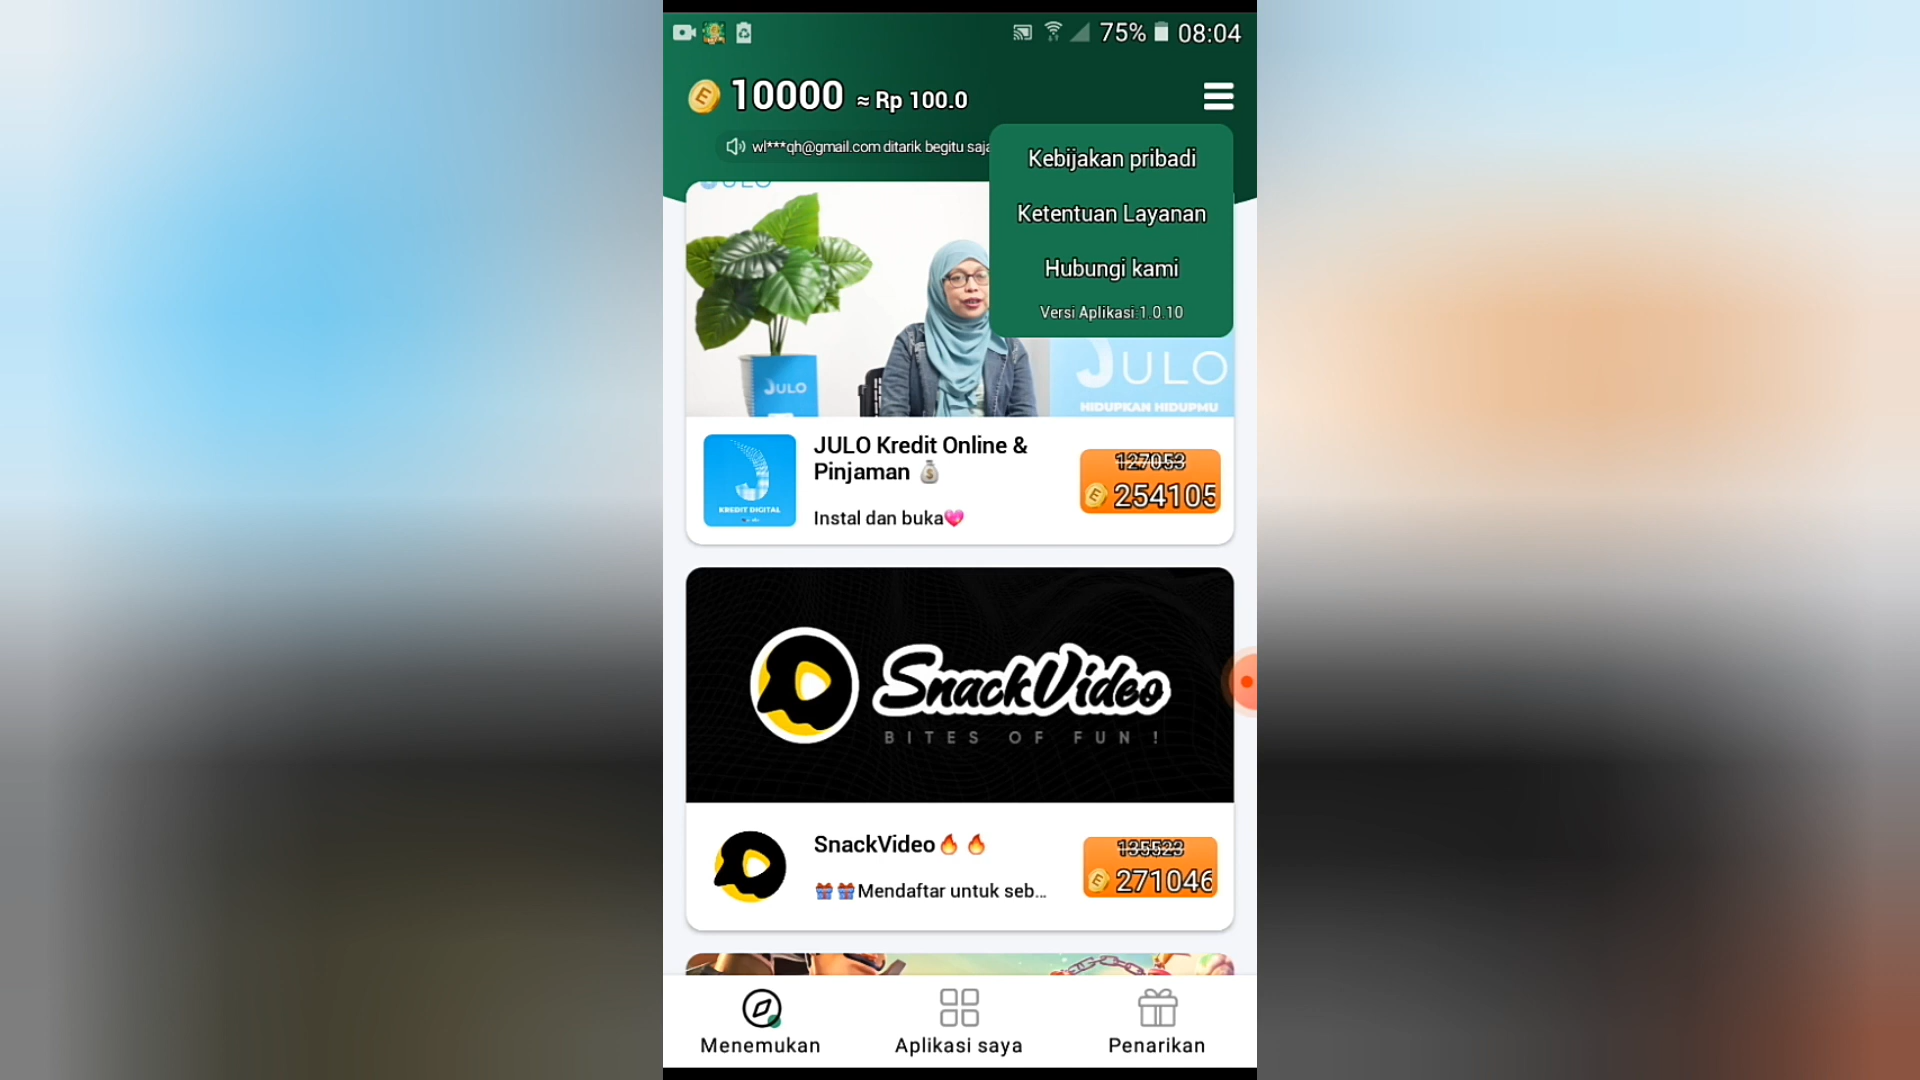 75% 08:04
10000 ≈ Rp 100.0
wl***qh@gmail.com ditarik begitu saja
Kebijakan pribadi
Ketentuan Layanan
Hubungi kami
Versi Aplikasi:1.0.10
JULO
JULO
JULO
HIDUPKAN HIDUPMU
KREDIT DIGITAL
JULO Kredit Online &
Pinjaman 💰
Instal dan buka💗
127053
254105
SnackVideo
BITES OF FUN !
SnackVideo🔥 🔥
🎁🎁Mendaftar untuk seb...
135523
271046
Menemukan
Aplikasi saya
Penarikan